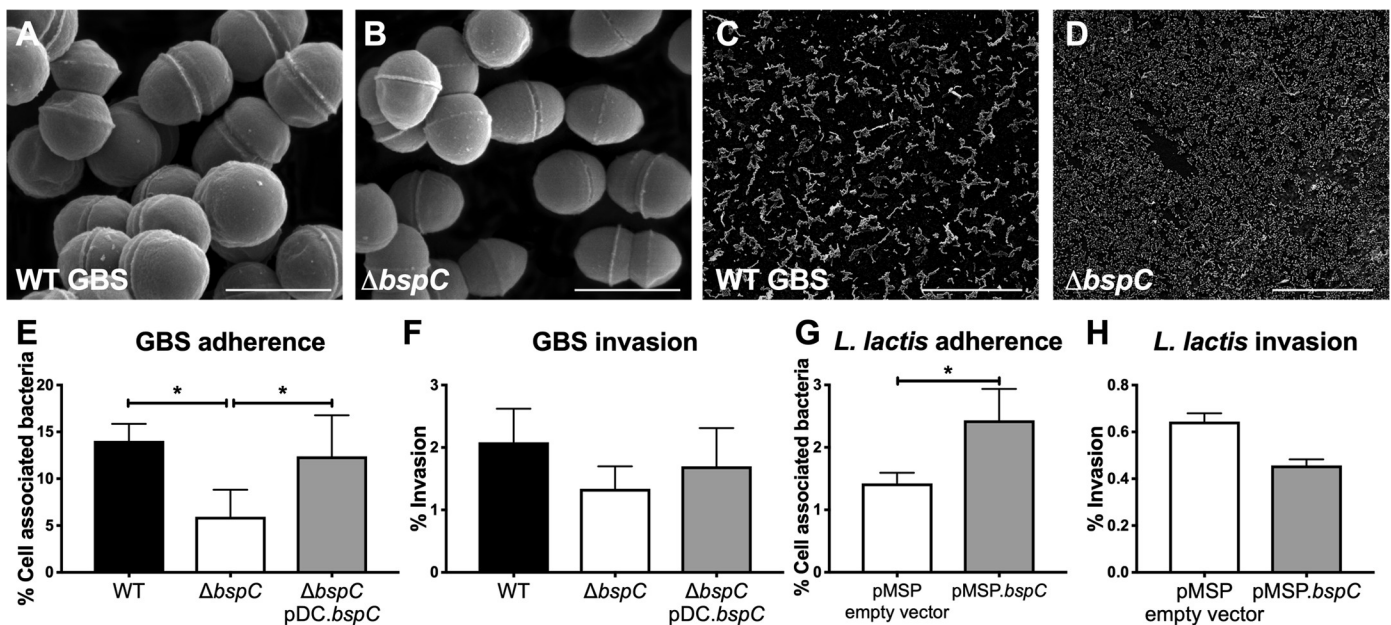 A
WT GBS
B
ΔbspC
C
WT GBS
D
ΔbspC
E
GBS adherence
% Cell associated bacteria
20
15
10
5
0
*
*
WT
ΔbspC
ΔbspC
pDC.bspC
F
GBS invasion
% Invasion
3
2
1
0
WT
ΔbspC
ΔbspC
pDC.bspC
G
L. lactis adherence
% Cell associated bacteria
3
2
1
0
*
pMSP
empty vector
pMSP.bspC
H
L. lactis invasion
% Invasion
0.8
0.6
0.4
0.2
0.0
pMSP
empty vector
pMSP.bspC